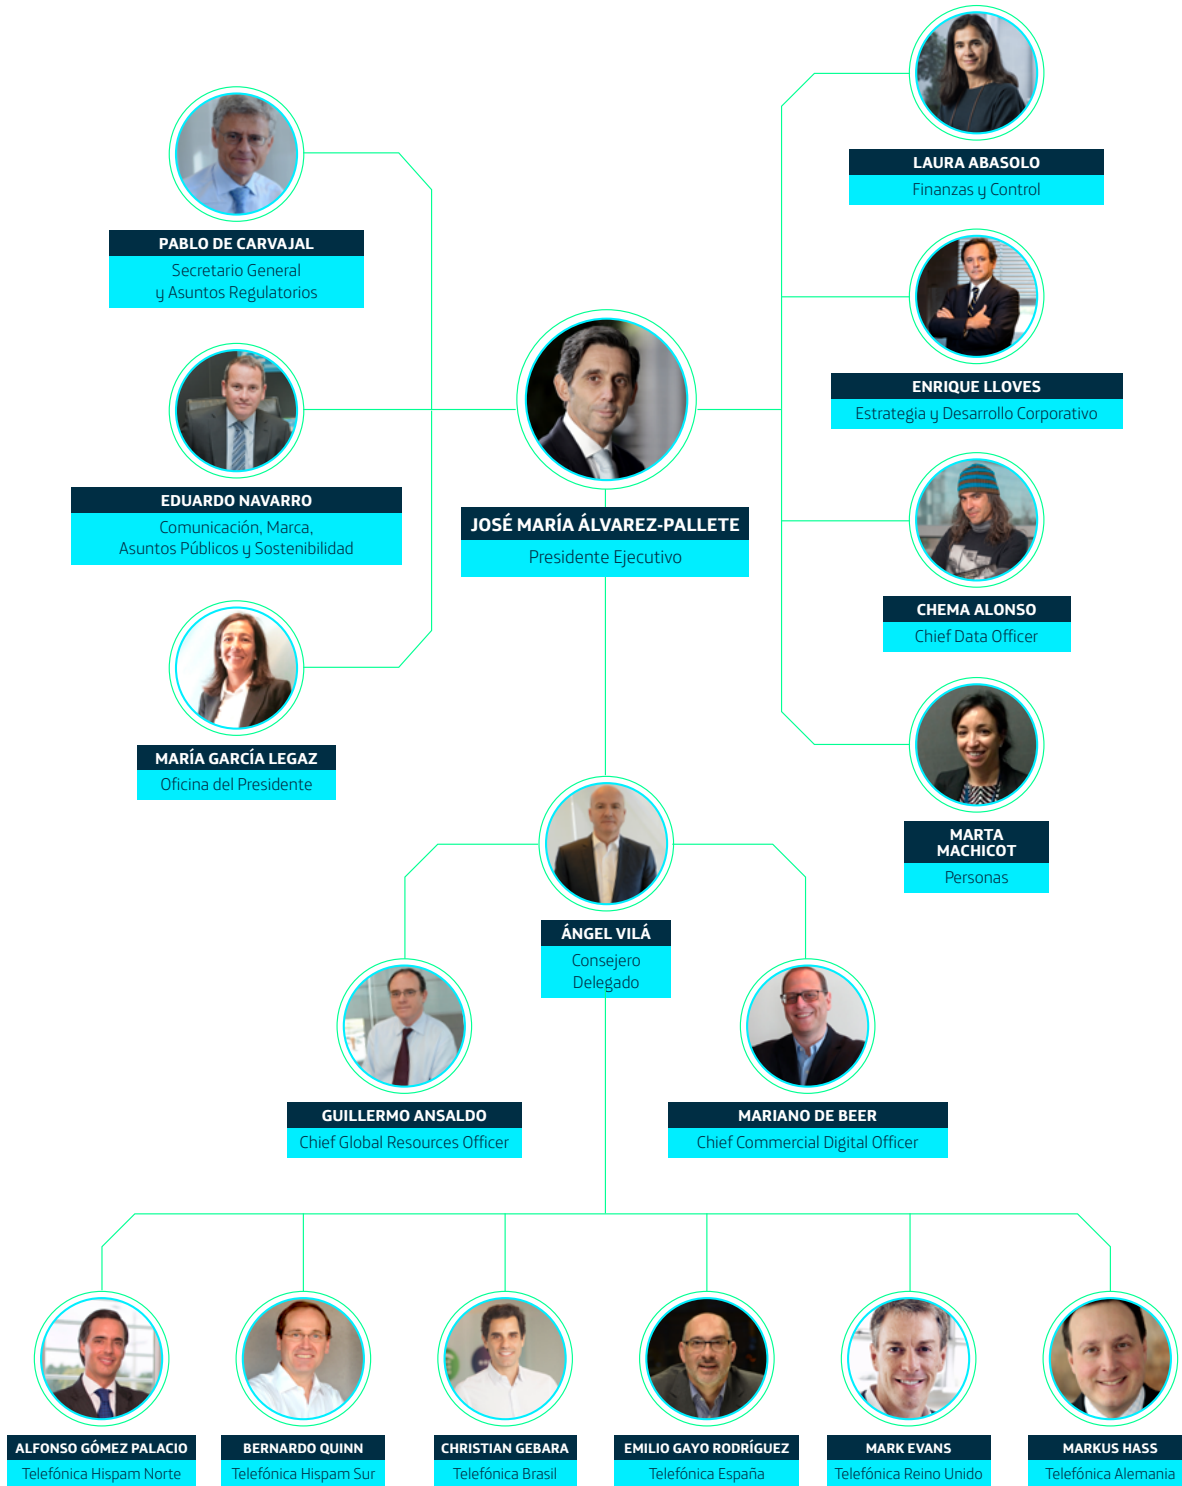 LAURA ABASOLO
Finanzas y Control
PABLO DE CARVAJAL
Secretario General
y Asuntos Regulatorios
ENRIQUE LLOVES
Estrategia y Desarrollo Corporativo
EDUARDO NAVARRO
Comunicación, Marca,
Asuntos Públicos y Sostenibilidad
JOSÉ MARÍA ÁLVAREZ-PALLETE
Presidente Ejecutivo
CHEMA ALONSO
Chief Data Officer
MARÍA GARCÍA LEGAZ
Oficina del Presidente
MARTA
MACHICOT
Personas
ÁNGEL VILÁ
Consejero
Delegado
GUILLERMO ANSALDO
Chief Global Resources Officer
MARIANO DE BEER
Chief Commercial Digital Officer
ALFONSO GÓMEZ PALACIO
Telefónica Hispam Norte
BERNARDO QUINN
Telefónica Hispam Sur
CHRISTIAN GEBARA
Telefónica Brasil
EMILIO GAYO RODRÍGUEZ
Telefónica España
MARK EVANS
Telefónica Reino Unido
MARKUS HASS
Telefónica Alemania